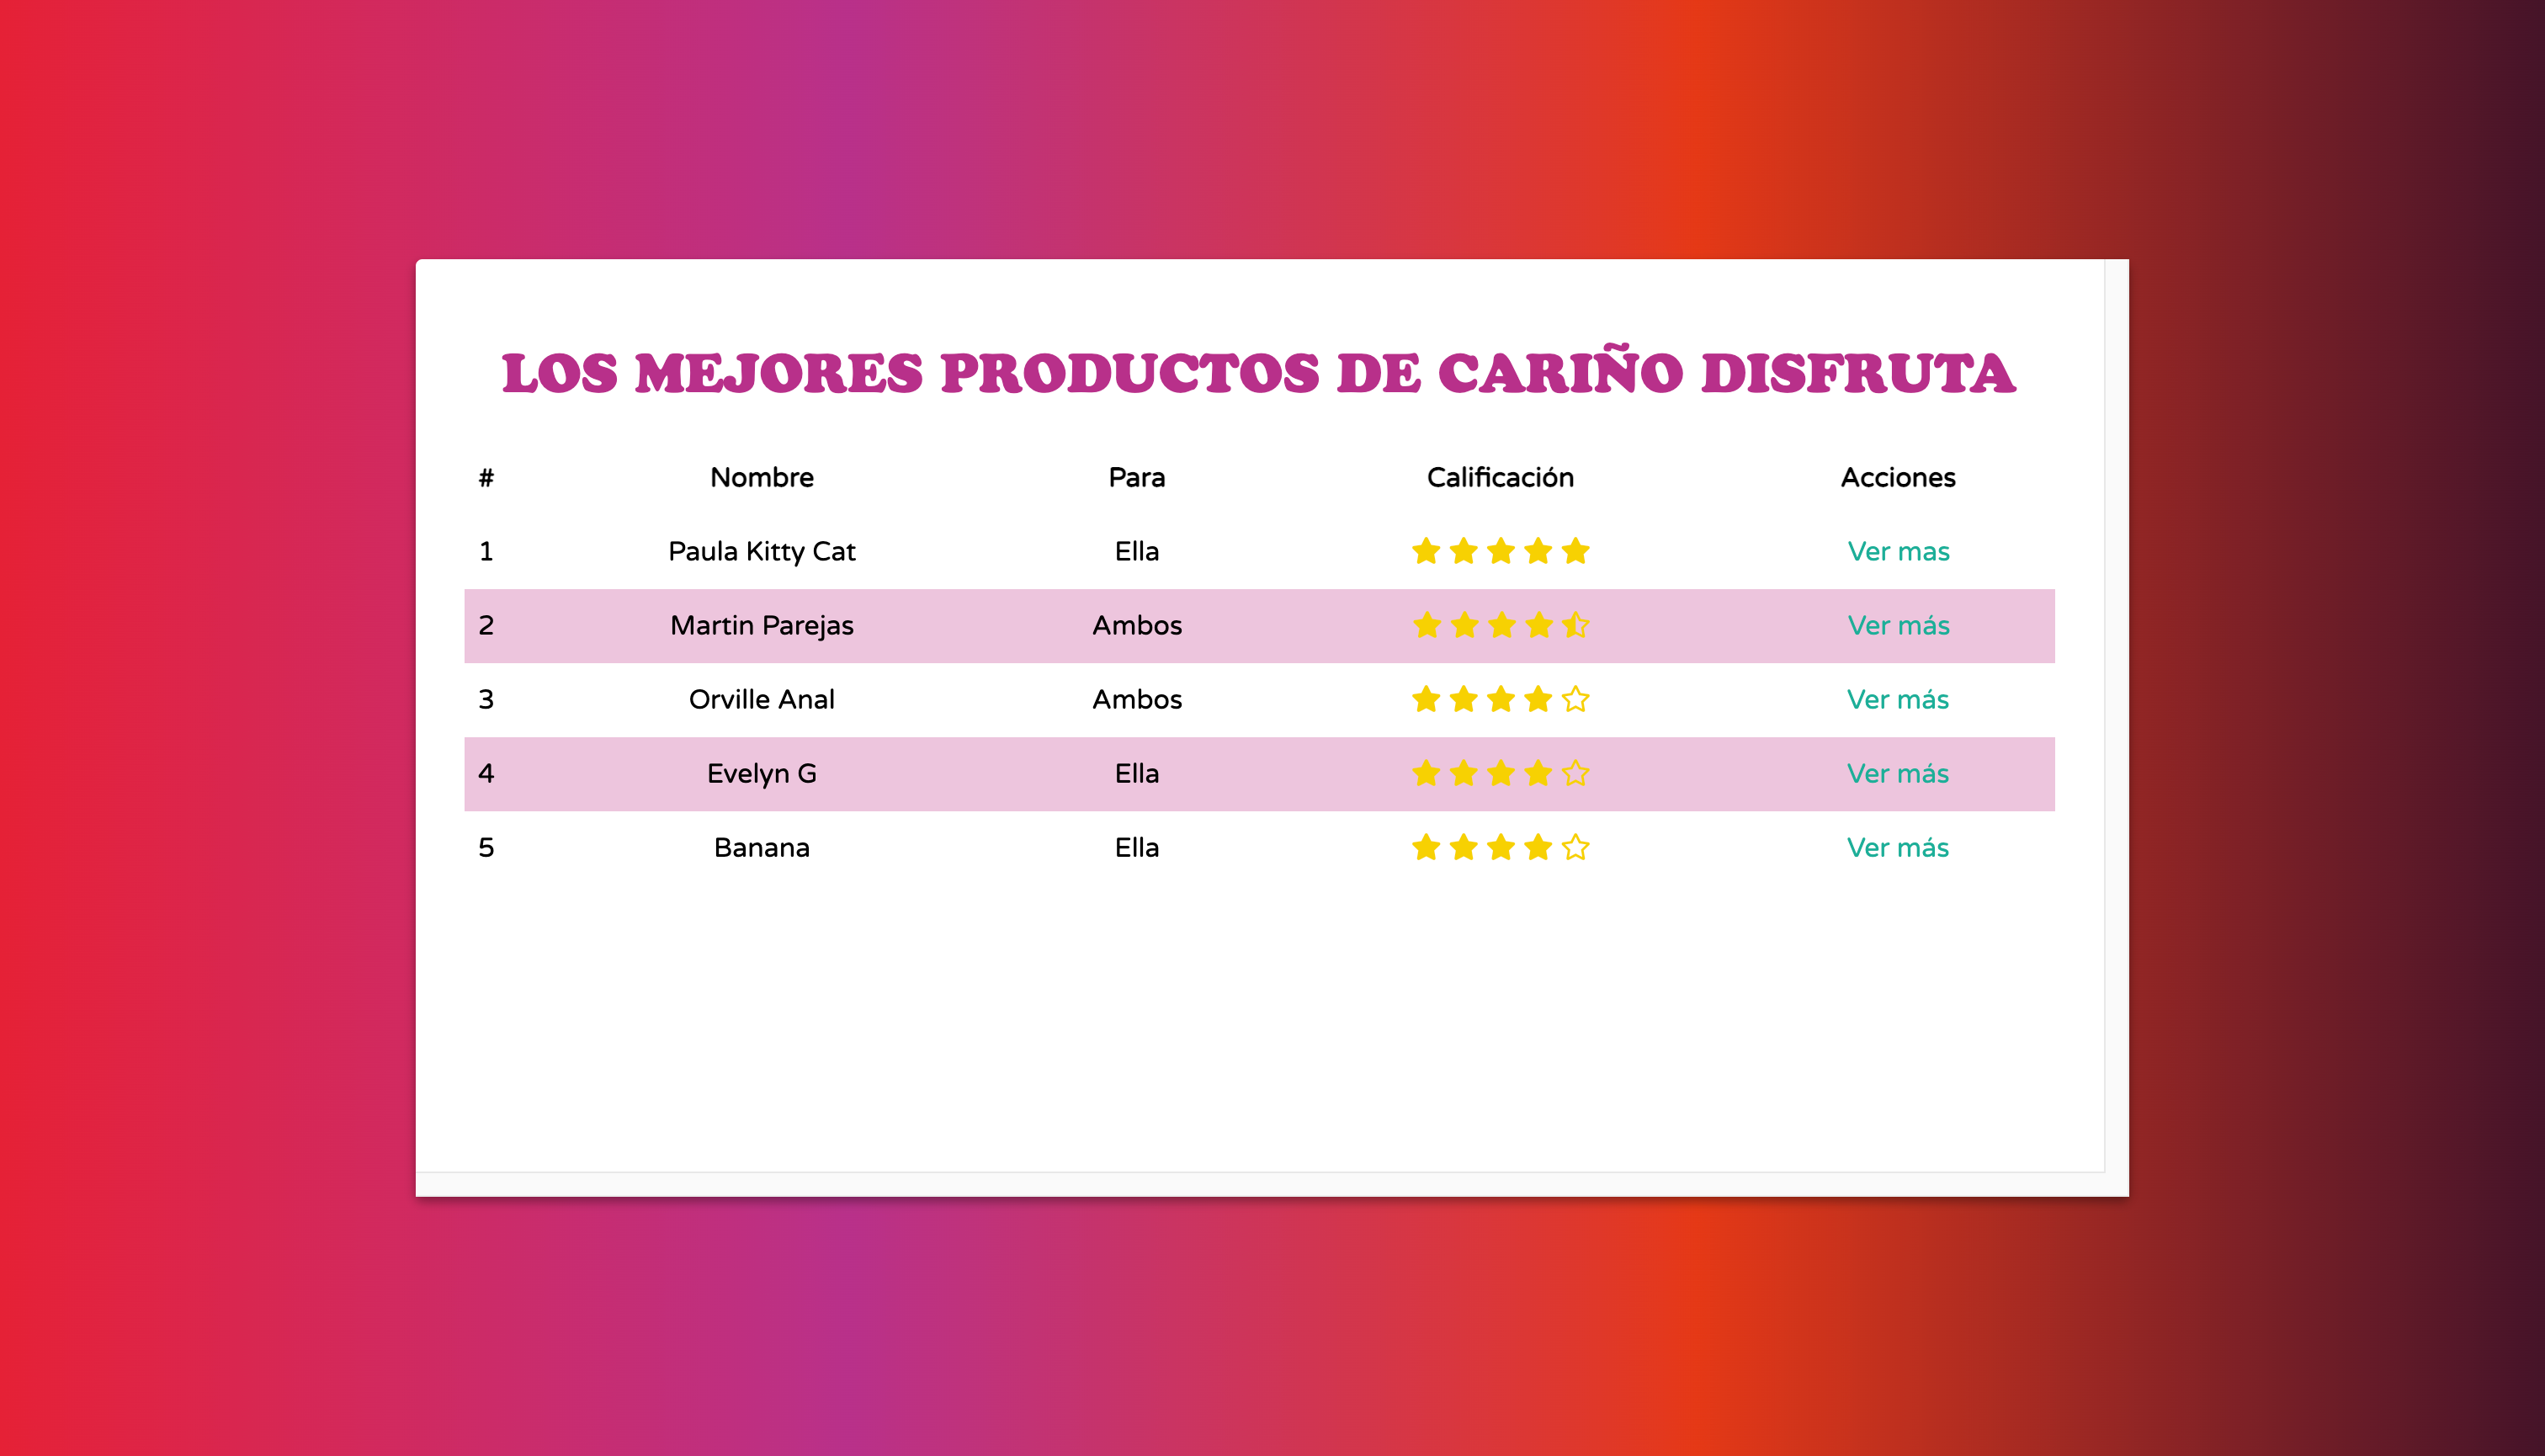 LOS MEJORES PRODUCTOS DE CARIÑO DISFRUTA
# Nombre Para Calificación Acciones
1 Paula Kitty Cat Ella Ver mas
2 Martin Parejas Ambos Ver más
3 Orville Anal Ambos Ver más
4 Evelyn G Ella Ver más
5 Banana Ella Ver más